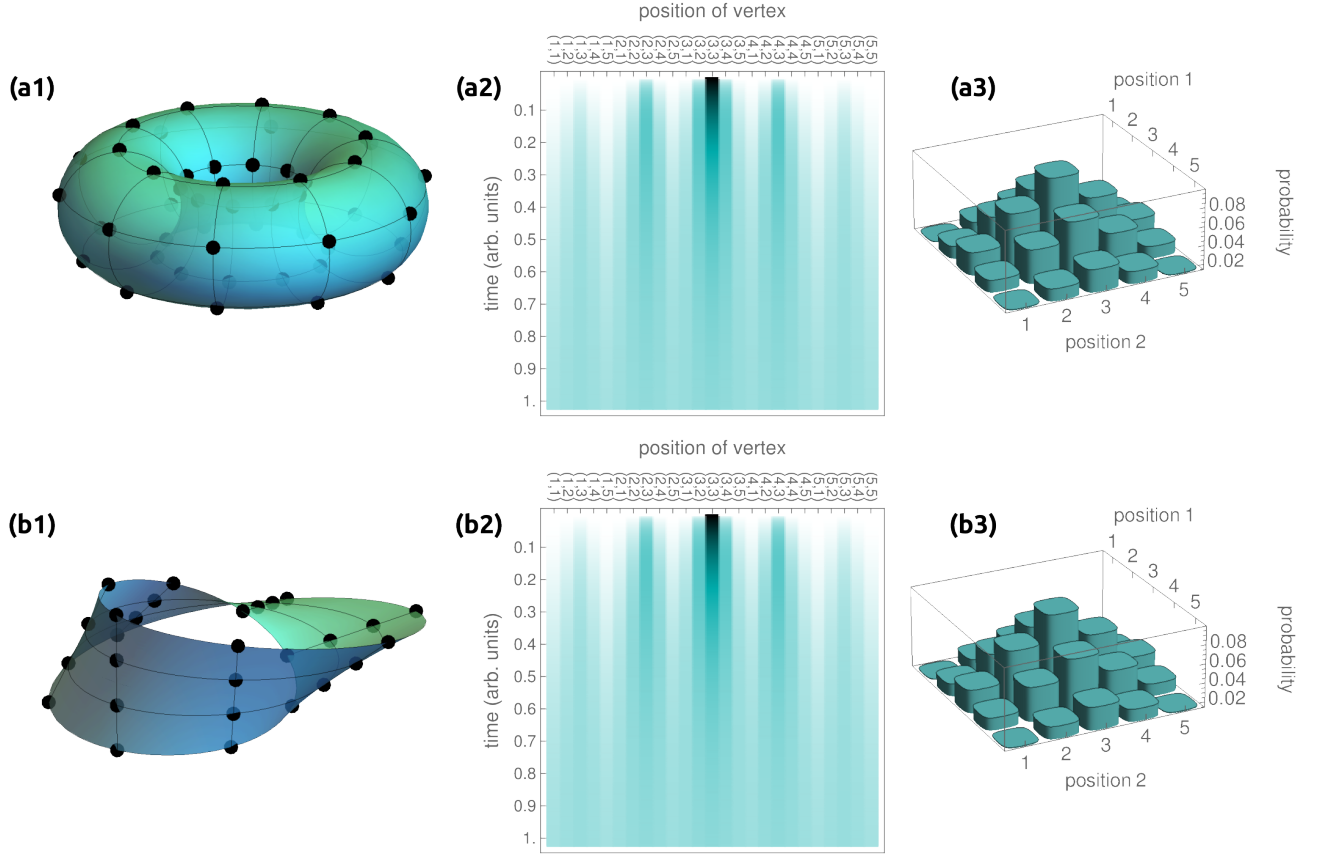 position of vertex
(1,1) (1,2) (1,3) (1,4) (1,5) (2,1) (2,2) (2,3) (2,4) (2,5) (3,1) (3,2) (3,3) (3,4) (3,5) (4,1) (4,2) (4,3) (4,4) (4,5) (5,1) (5,2) (5,3) (5,4) (5,5)
(a1)
(a2)
(a3)
time (arb. units)
0.1
0.2
0.3
0.4
0.5
0.6
0.7
0.8
0.9
1.
position 1
1
2
3
4
5
probability
0.08
0.06
0.04
0.02
1
2
3
4
5
position 2
position of vertex
(1,1) (1,2) (1,3) (1,4) (1,5) (2,1) (2,2) (2,3) (2,4) (2,5) (3,1) (3,2) (3,3) (3,4) (3,5) (4,1) (4,2) (4,3) (4,4) (4,5) (5,1) (5,2) (5,3) (5,4) (5,5)
(b1)
(b2)
(b3)
time (arb. units)
0.1
0.2
0.3
0.4
0.5
0.6
0.7
0.8
0.9
1.
position 1
1
2
3
4
5
probability
0.08
0.06
0.04
0.02
1
2
3
4
5
position 2